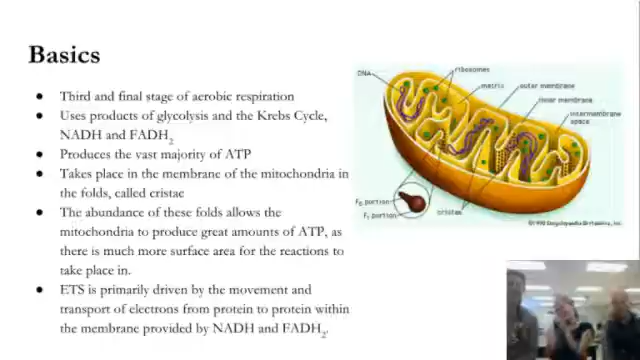 Basics
● Third and final stage of aerobic respiration
● Uses products of glycolysis and the Krebs Cycle,
NADH and FADH2
● Produces the vast majority of ATP
● Takes place in the membrane of the mitochondria in
the folds, called cristae
● The abundance of these folds allows the
mitochondria to produce great amounts of ATP, as
there is much more surface area for the reactions to
take place in.
● ETS is primarily driven by the movement and
transport of electrons from protein to protein within
the membrane provided by NADH and FADH2.
DNA
ribosomes
matrix
outer membrane
inner membrane
intermembrane
space
F0 portion
F1 portion
cristae
Encyclopaedia Britannica, Inc.